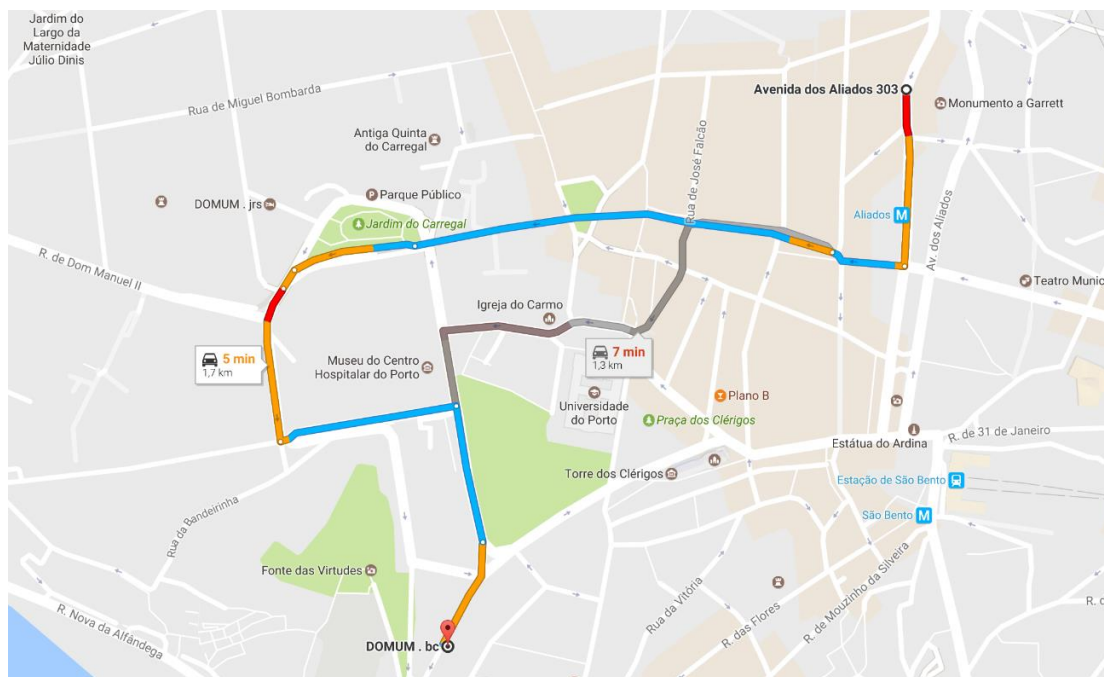 Jardim do
Largo da
Maternidade
Júlio Dinis
Rua de Miguel Bombarda
Avenida dos Aliados 303
Monumento a Garrett
Antiga Quinta
do Carregal
Rua de José Falcão
Parque Público
DOMUM . jrs
Jardim do Carregal
Aliados M
Av. dos Aliados
R. de Dom Manuel II
Teatro Munic
Igreja do Carmo
5 min
1,7 km
7 min
1,3 km
Museu do Centro
Hospitalar do Porto
Plano B
Universidade
do Porto
Praça dos Clérigos
Estátua do Ardina
R. de 31 de Janeiro
Torre dos Clérigos
Estação de São Bento
São Bento M
Rua da Bandeirinha
Fonte das Virtudes
R. Nova da Alfândega
Rua da Vitória
R. das Flores
R. de Mouzinho da Silveira
DOMUM . bc